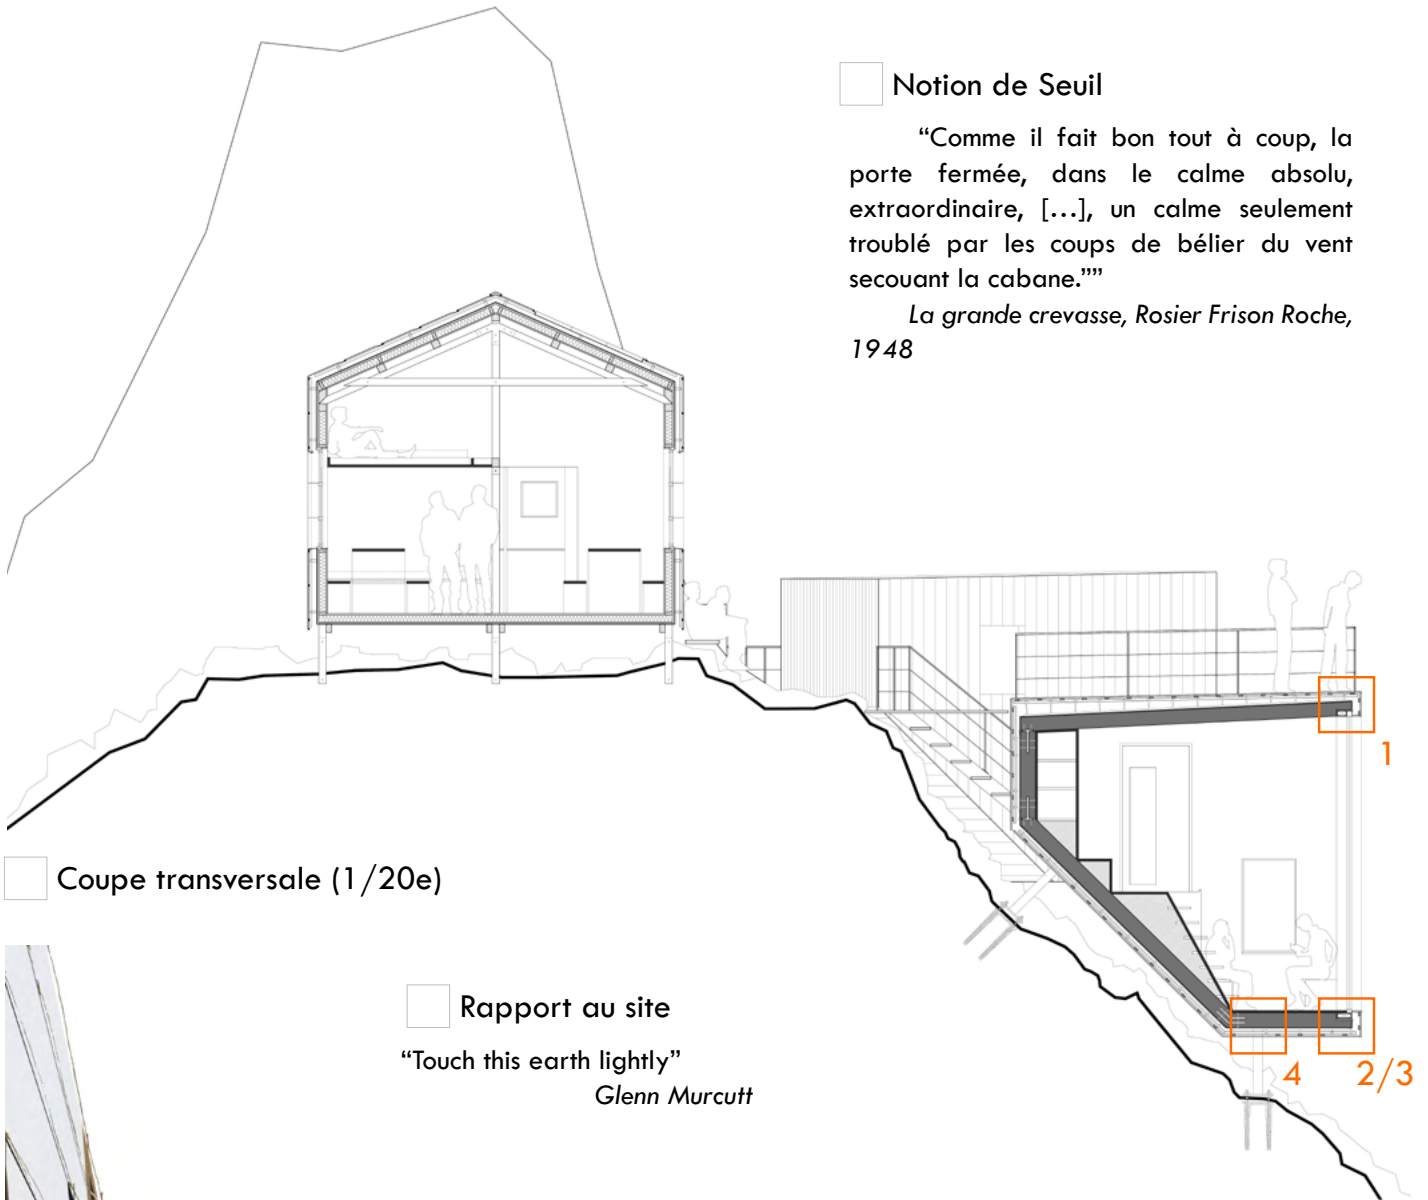 Notion de Seuil
“Comme il fait bon tout à coup, la
porte fermée, dans le calme absolu,
extraordinaire, [...], un calme seulement
troublé par les coups de bélier du vent
secouant la cabane.””
La grande crevasse, Rosier Frison Roche,
1948
1
Coupe transversale (1/20e)
Rapport au site
“Touch this earth lightly”
Glenn Murcutt
4
2/3